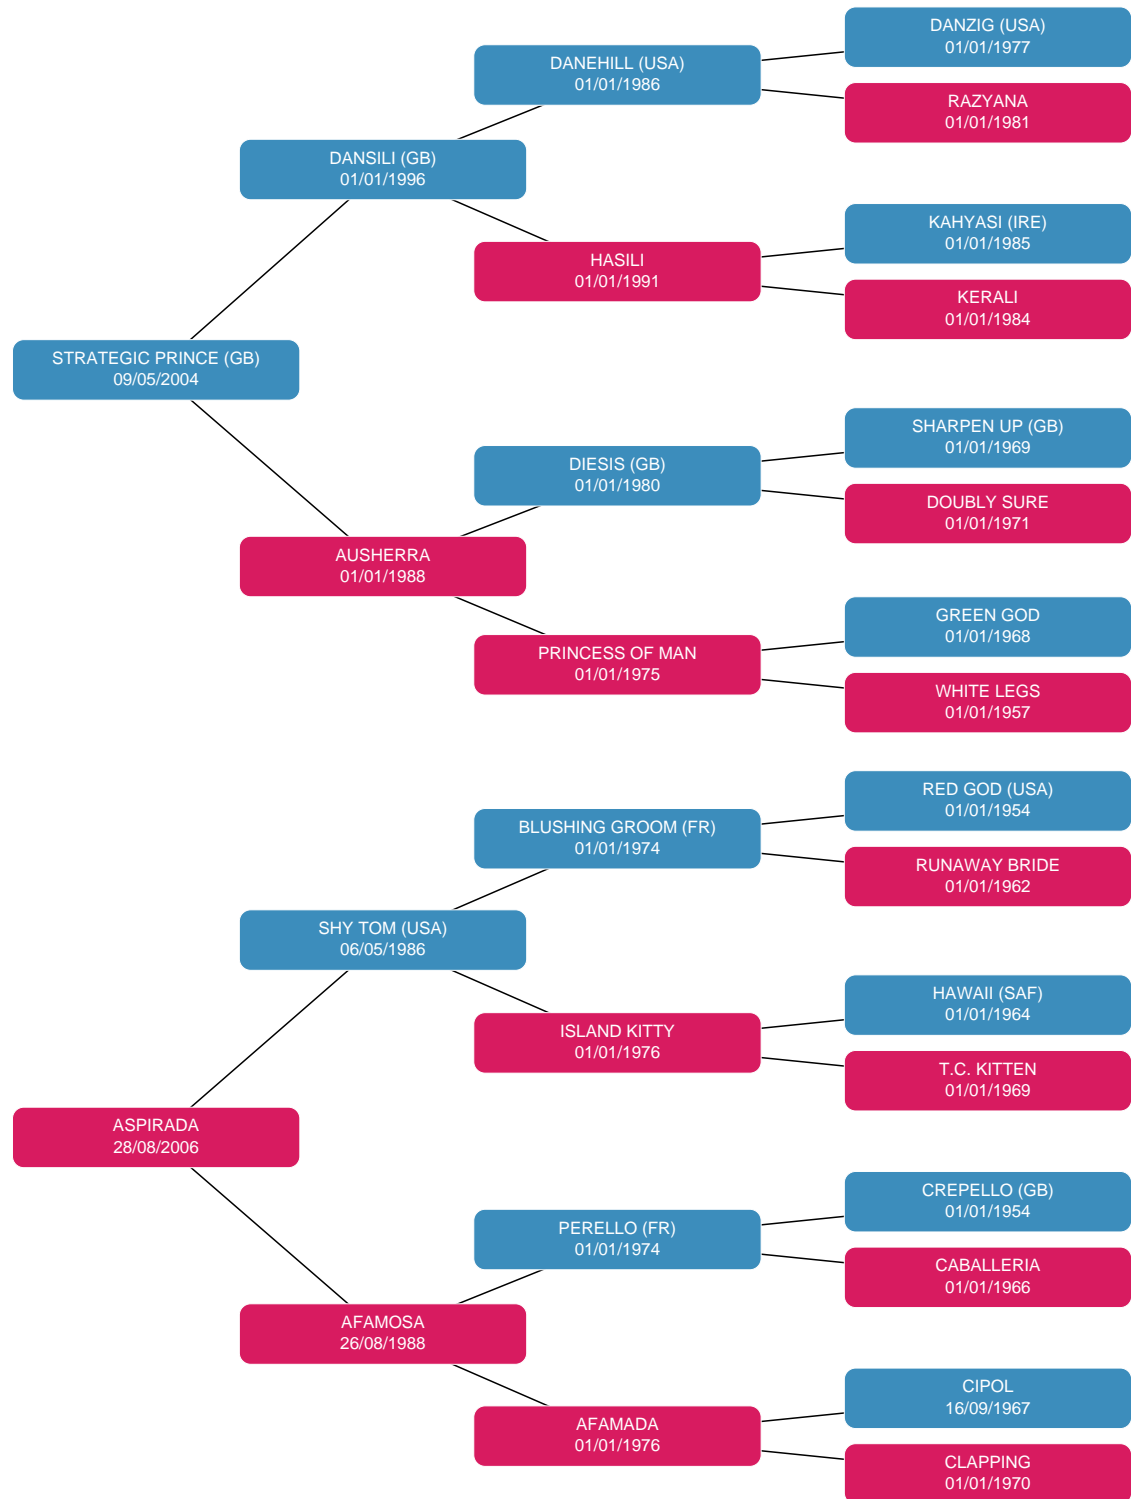 DANZIG (USA)
01/01/1977
DANEHILL (USA)
01/01/1986
RAZYANA
01/01/1981
DANSILI (GB)
01/01/1996
KAHYASI (IRE)
01/01/1985
HASILI
01/01/1991
KERALI
01/01/1984
STRATEGIC PRINCE (GB)
09/05/2004
SHARPEN UP (GB)
01/01/1969
DIESIS (GB)
01/01/1980
DOUBLY SURE
01/01/1971
AUSHERRA
01/01/1988
GREEN GOD
01/01/1968
PRINCESS OF MAN
01/01/1975
WHITE LEGS
01/01/1957
RED GOD (USA)
01/01/1954
BLUSHING GROOM (FR)
01/01/1974
RUNAWAY BRIDE
01/01/1962
SHY TOM (USA)
06/05/1986
HAWAII (SAF)
01/01/1964
ISLAND KITTY
01/01/1976
T.C. KITTEN
01/01/1969
ASPIRADA
28/08/2006
CREPELLO (GB)
01/01/1954
PERELLO (FR)
01/01/1974
CABALLERIA
01/01/1966
AFAMOSA
26/08/1988
CIPOL
16/09/1967
AFAMADA
01/01/1976
CLAPPING
01/01/1970